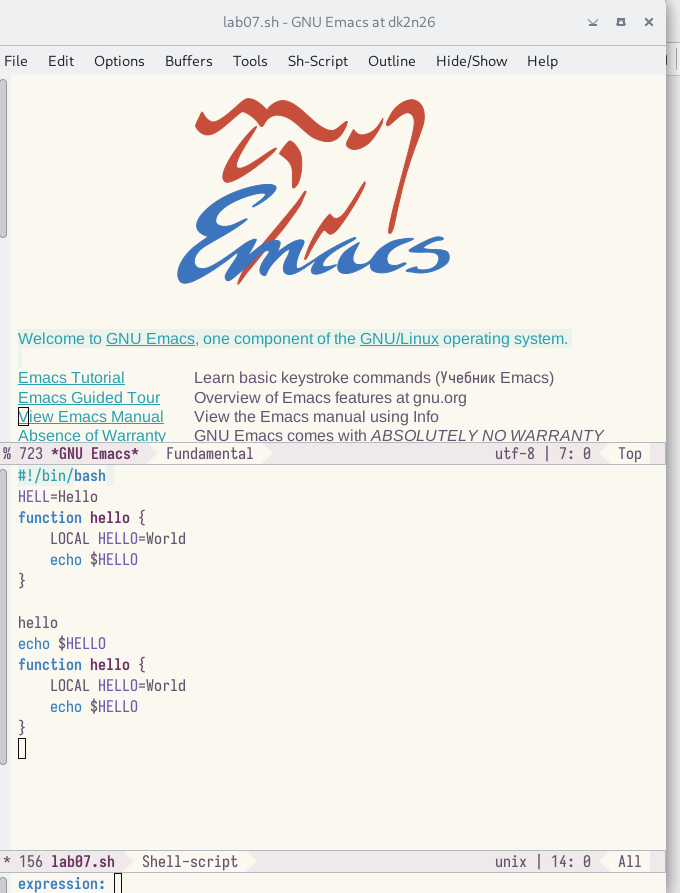 lab07.sh - GNU Emacs at dk2n26
File Edit Options Buffers Tools Sh-Script Outline Hide/Show Help
Emacs
Welcome to GNU Emacs, one component of the GNU/Linux operating system.
Emacs Tutorial Learn basic keystroke commands (Учебник Emacs)
Emacs Guided Tour Overview of Emacs features at gnu.org
View Emacs Manual View the Emacs manual using Info
Absence of Warranty GNU Emacs comes with ABSOLUTELY NO WARRANTY
% 723 *GNU Emacs* Fundamental utf-8 | 7: 0 Top
#!/bin/bash
HELL=Hello
function hello {
    LOCAL HELLO=World
    echo $HELLO
}
hello
echo $HELLO
function hello {
    LOCAL HELLO=World
    echo $HELLO
}
* 156 lab07.sh Shell-script unix | 14: 0 All
expression: